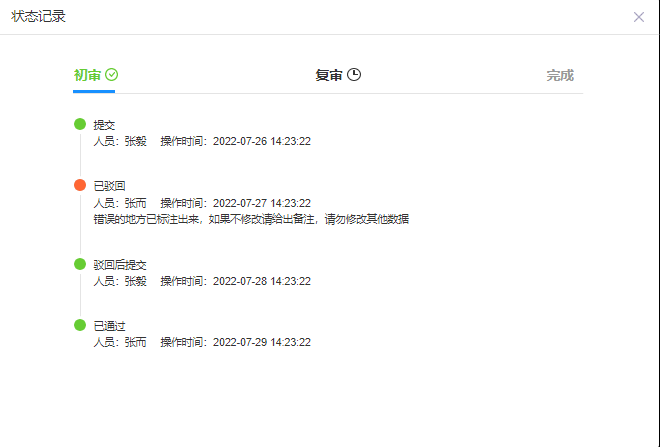 状态记录
初审 复审 完成
提交
人员：张毅 操作时间：2022-07-26 14:23:22
已驳回
人员：张而 操作时间：2022-07-27 14:23:22
错误的地方已标注出来，如果不修改请给出备注，请勿修改其他数据
驳回后提交
人员：张毅 操作时间：2022-07-28 14:23:22
已通过
人员：张而 操作时间：2022-07-29 14:23:22